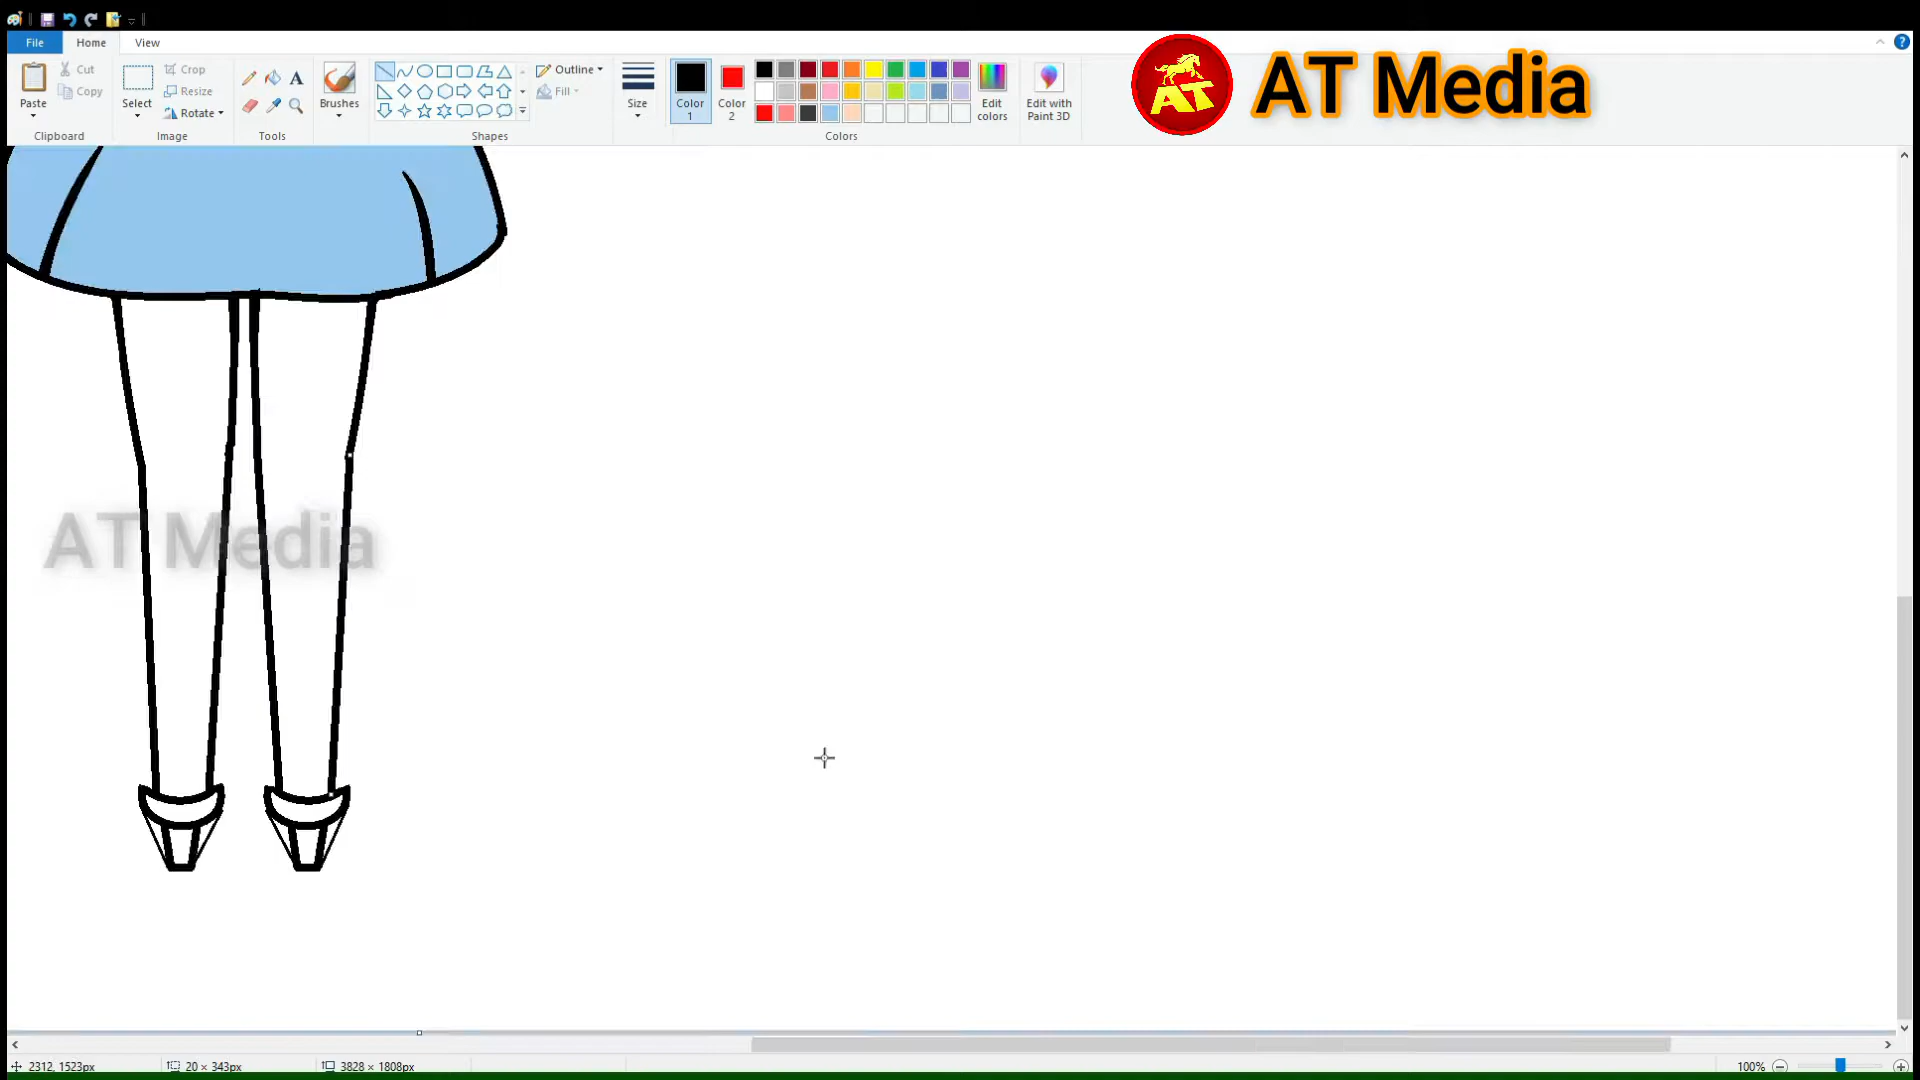 File Home View
Paste
Cut
Copy
Clipboard
Select
Crop
Resize
Rotate
Image
A
Tools
Brushes
Shapes
Outline
Fill
Size
Color 1
Color 2
Edit colors
Colors
Edit with Paint 3D
AT
AT Media
?
AT Media
2312, 1523px
20 × 343px
3828 × 1808px
100%